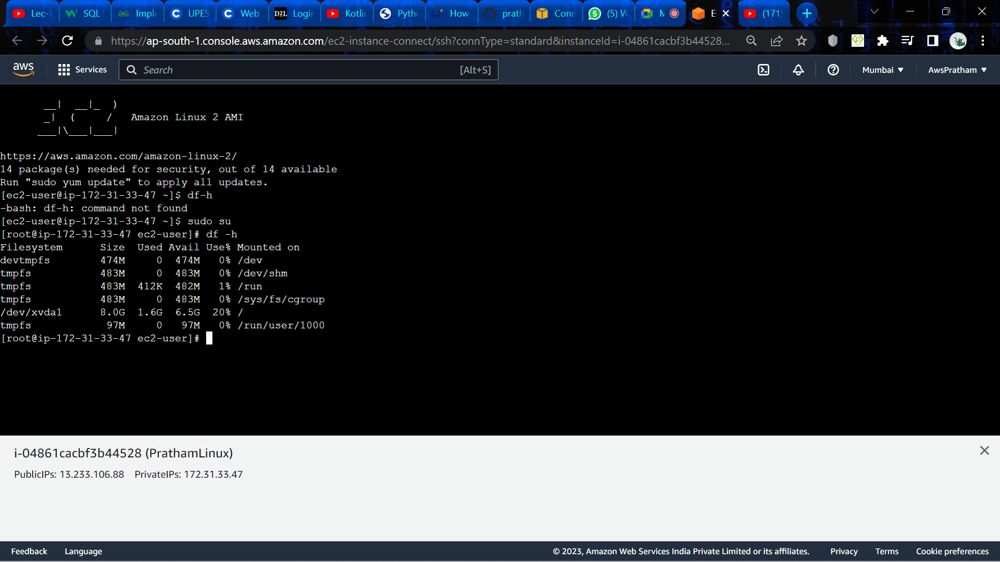 Lec-7
SQL
Imple
UPES
Web
D2L Login
Kotli
Pytho
How
prath
Conn
5 (5) W
M
E
(171)
https://ap-south-1.console.aws.amazon.com/ec2-instance-connect/ssh?connType=standard&instanceId=i-04861cacbf3b44528...
aws
Services
Search
[Alt+S]
Mumbai
AwsPratham
__|  __|_  )
_|  (     /   Amazon Linux 2 AMI
___|\___|___|
https://aws.amazon.com/amazon-linux-2/
14 package(s) needed for security, out of 14 available
Run "sudo yum update" to apply all updates.
[ec2-user@ip-172-31-33-47 ~]$ df-h
-bash: df-h: command not found
[ec2-user@ip-172-31-33-47 ~]$ sudo su
[root@ip-172-31-33-47 ec2-user]# df -h
Filesystem      Size  Used Avail Use% Mounted on
devtmpfs        474M     0  474M   0% /dev
tmpfs           483M     0  483M   0% /dev/shm
tmpfs           483M  412K  482M   1% /run
tmpfs           483M     0  483M   0% /sys/fs/cgroup
/dev/xvda1      8.0G  1.6G  6.5G  20% /
tmpfs            97M     0   97M   0% /run/user/1000
[root@ip-172-31-33-47 ec2-user]#
i-04861cacbf3b44528 (PrathamLinux)
PublicIPs: 13.233.106.88    PrivateIPs: 172.31.33.47
Feedback
Language
© 2023, Amazon Web Services India Private Limited or its affiliates.
Privacy
Terms
Cookie preferences